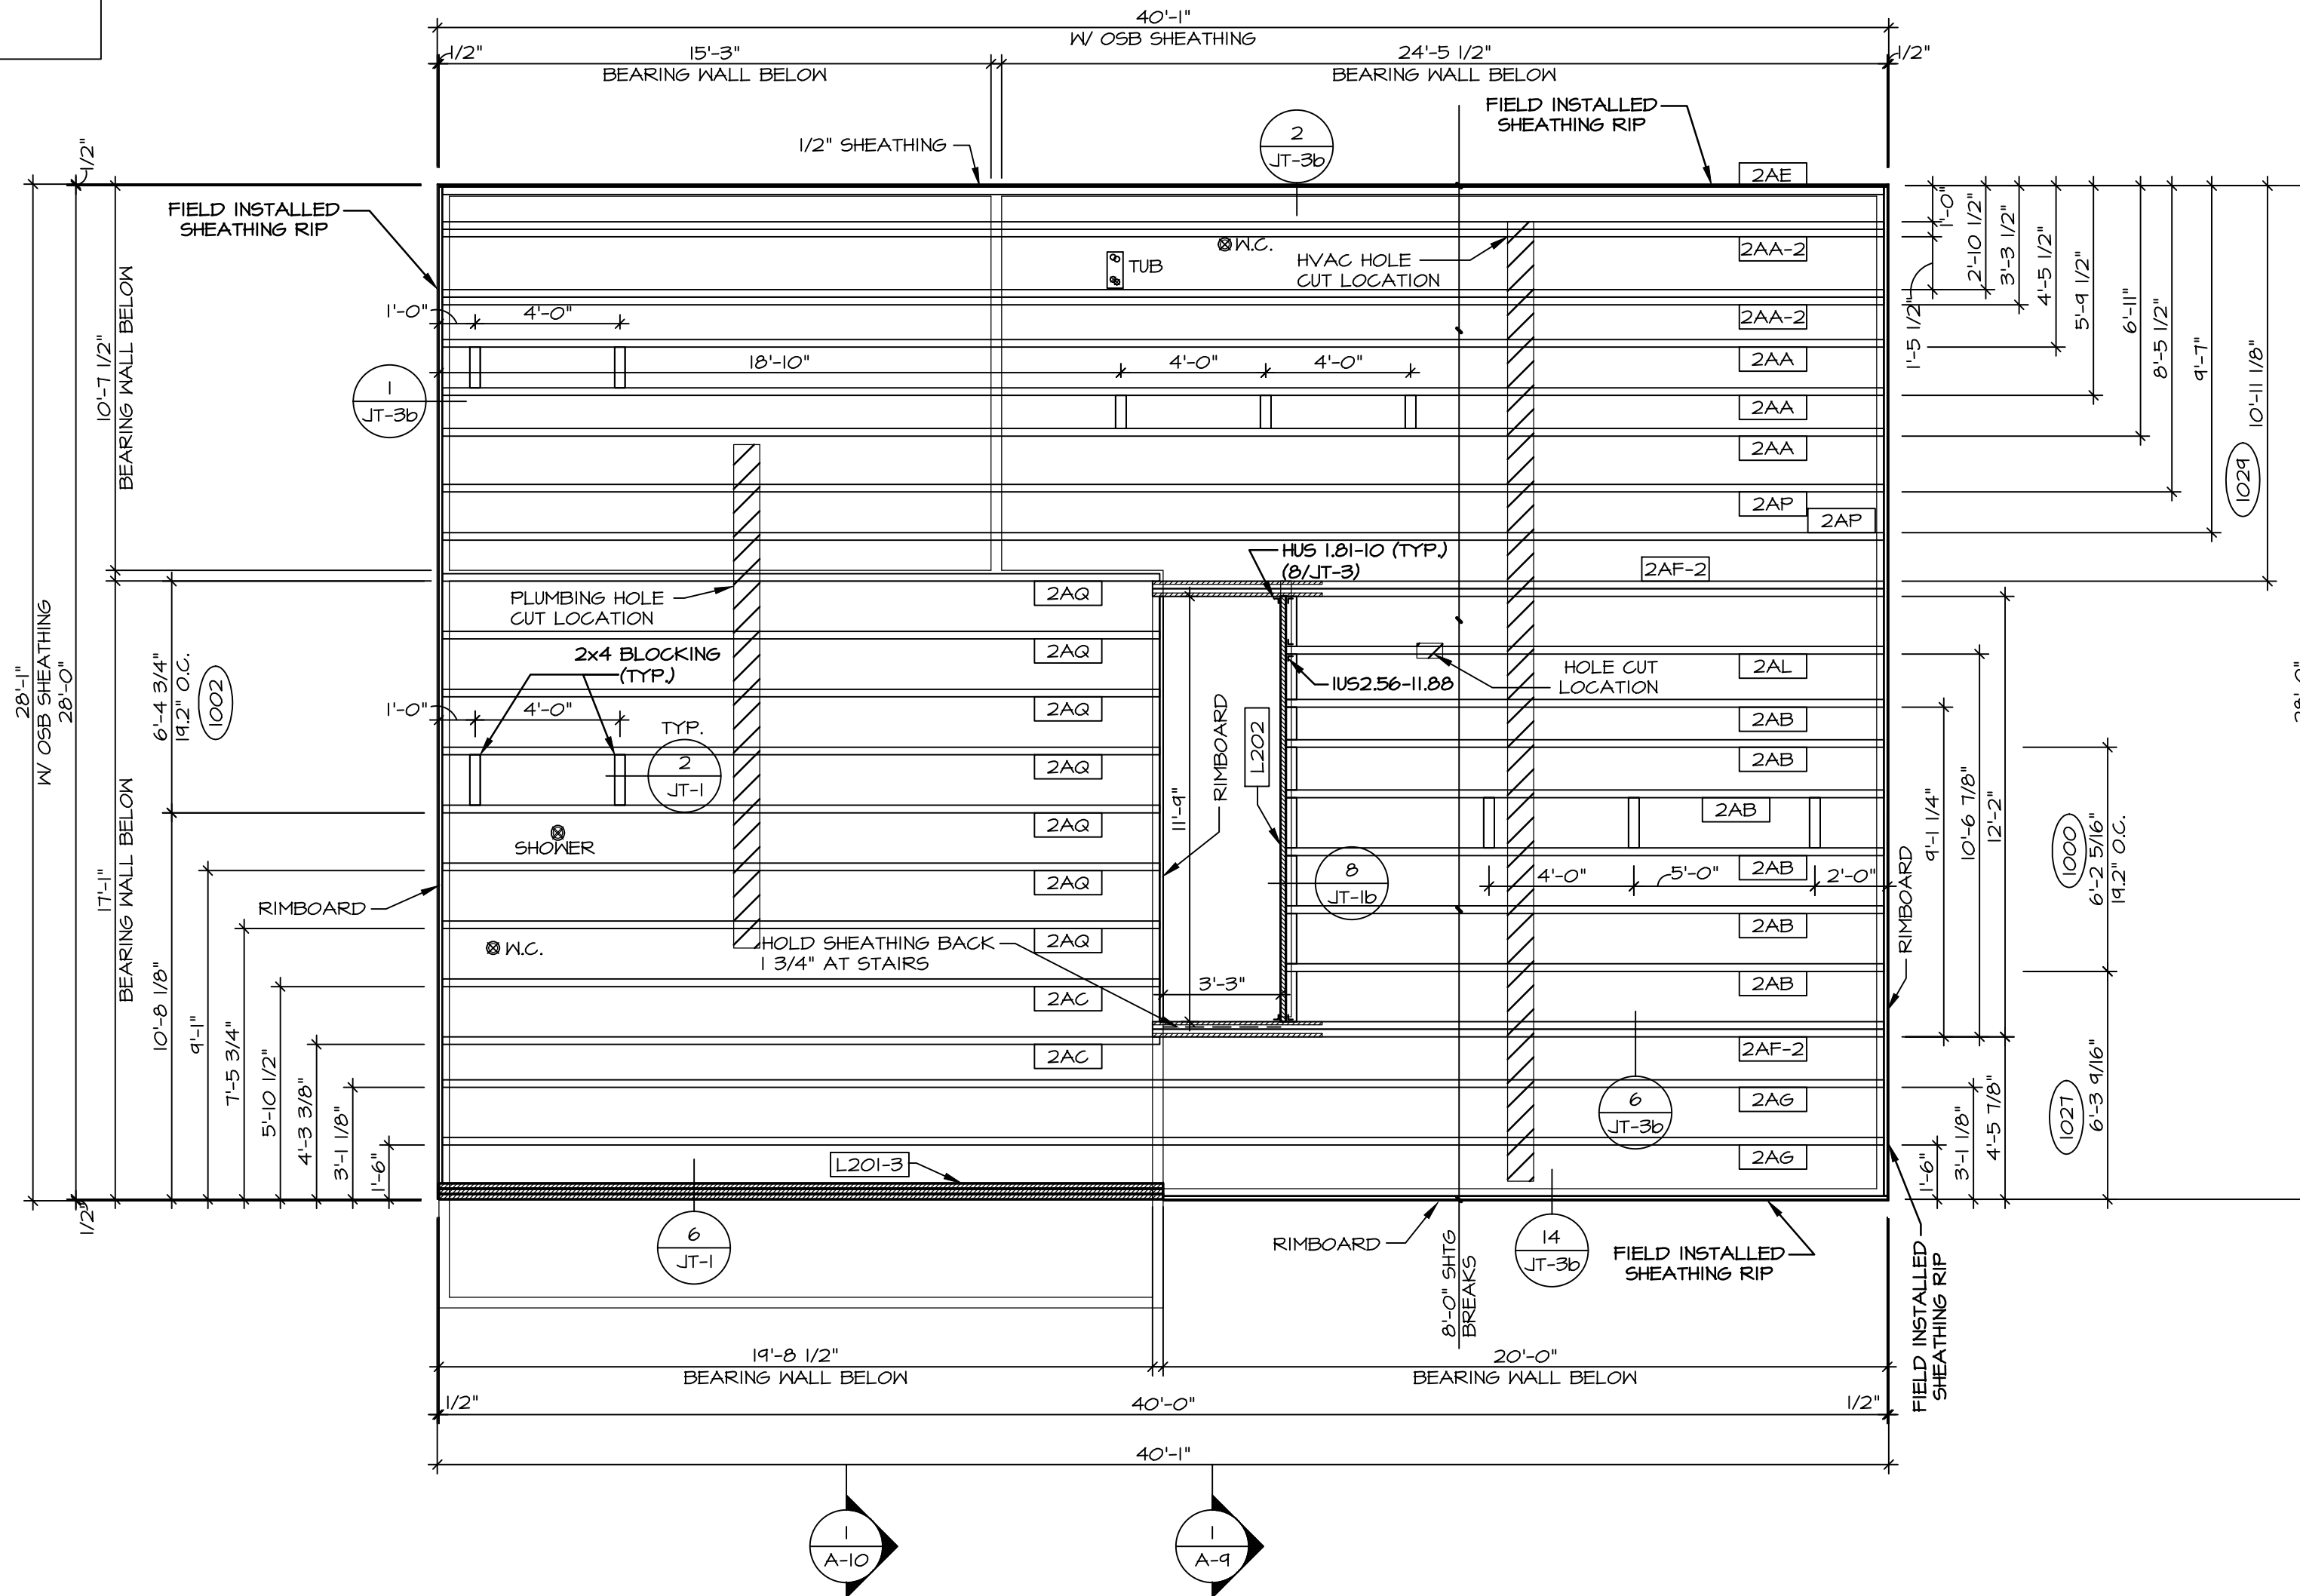 40'-1"
W/ OSB SHEATHING
1/2"
15'-3"
BEARING WALL BELOW
24'-5 1/2"
BEARING WALL BELOW
1/2"
FIELD INSTALLED
SHEATHING RIP
1/2" SHEATHING
2
JT-3b
1/2"
2AE
FIELD INSTALLED
SHEATHING RIP
W.C.
TUB
HVAC HOLE
CUT LOCATION
2AA-2
1'-0"
2'-10 1/2"
3'-3 1/2"
4'-5 1/2"
5'-9 1/2"
6'-11"
8'-5 1/2"
9'-7"
10'-11 1/8"
1029
1'-5 1/2"
1'-0"
4'-0"
2AA-2
18'-10"
4'-0"
4'-0"
2AA
1
JT-3b
2AA
2AA
10'-7 1/2"
BEARING WALL BELOW
2AP
2AP
HUS 1.81-10 (TYP.)
(8/JT-3)
2AF-2
PLUMBING HOLE
CUT LOCATION
2AQ
2x4 BLOCKING
(TYP.)
2AQ
IUS2.56-11.88
HOLE CUT
LOCATION
2AL
28'-1"
W/ OSB SHEATHING
28'-0"
6'-4 3/4"
19.2" O.C.
1002
1'-0"
4'-0"
TYP.
2
JT-1
2AQ
2AQ
RIMBOARD
L202
2AB
2AB
28'-0"
11'-9"
2AB
SHOWER
2AQ
2AQ
8
JT-1b
2AB
4'-0"
5'-0"
2'-0"
RIMBOARD
9'-1 1/4"
10'-6 7/8"
12'-2"
1000
6'-2 5/16"
19.2" O.C.
RIMBOARD
17'-1"
BEARING WALL BELOW
W.C.
HOLD SHEATHING BACK
1 3/4" AT STAIRS
2AQ
2AB
3'-3"
2AC
2AB
10'-8 1/8"
9'-1"
7'-5 3/4"
5'-10 1/2"
4'-3 3/8"
3'-1 1/8"
1'-6"
2AC
2AF-2
2AG
6
JT-3b
2AG
1'-6"
3'-1 1/8"
4'-5 7/8"
1027
6'-3 9/16"
L201-3
1/2"
6
JT-1
RIMBOARD
8'-0" SHTG
BREAKS
14
JT-3b
FIELD INSTALLED
SHEATHING RIP
FIELD INSTALLED
SHEATHING RIP
19'-8 1/2"
BEARING WALL BELOW
20'-0"
BEARING WALL BELOW
1/2"
40'-0"
1/2"
40'-1"
1
A-10
1
A-9